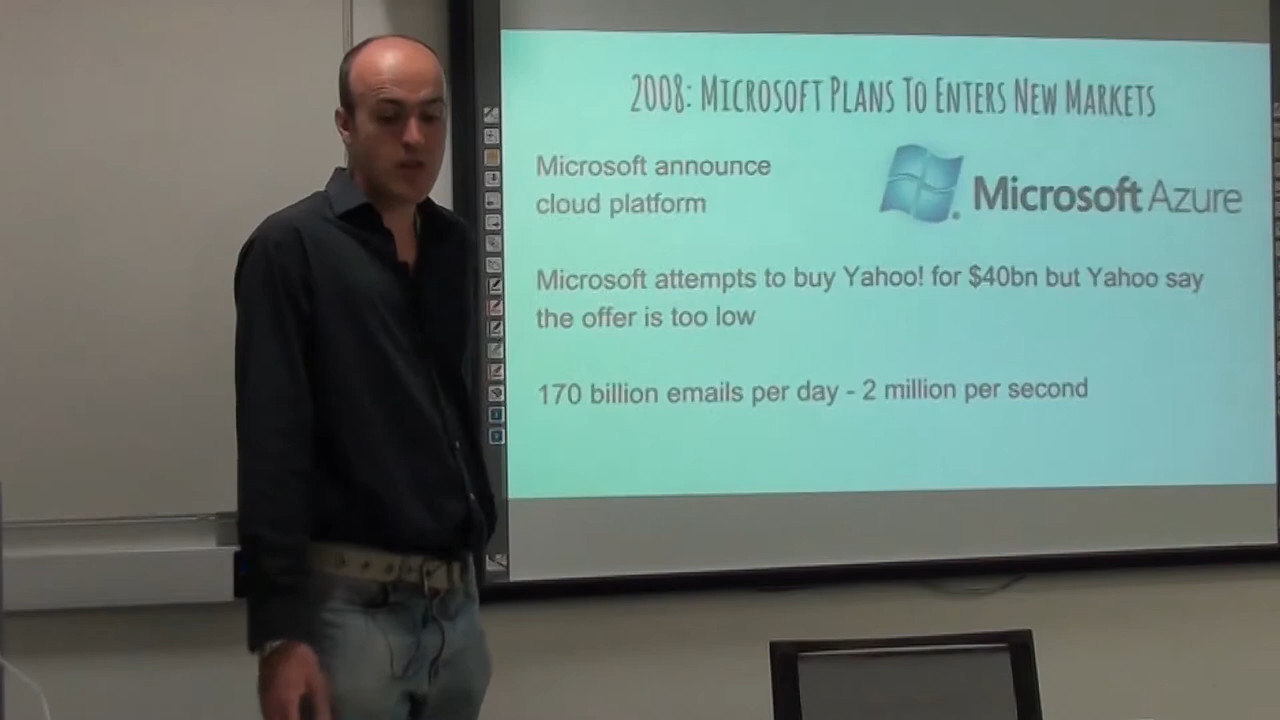 2008: MICROSOFT PLANS TO ENTERS NEW MARKETS
Microsoft announce
cloud platform
Microsoft Azure
Microsoft attempts to buy Yahoo! for $40bn but Yahoo say
the offer is too low
170 billion emails per day - 2 million per second